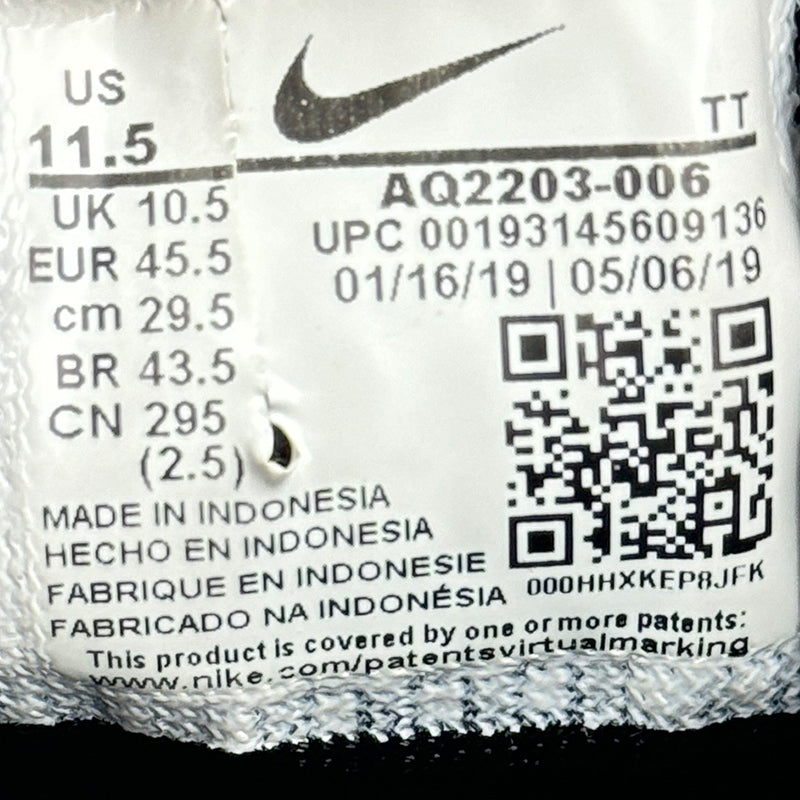 US
11.5
UK 10.5
EUR 45.5
cm 29.5
BR 43.5
CN 295
(2.5)
TT
AQ2203-006
UPC 00193145609136
01/16/19 | 05/06/19
000HHXKEP8JFK
MADE IN INDONESIA
HECHO EN INDONESIA
FABRIQUE EN INDONESIE
FABRICADO NA INDONÉSIA
This product is covered by one or more patents:
www.nike.com/patentsvirtualmarking